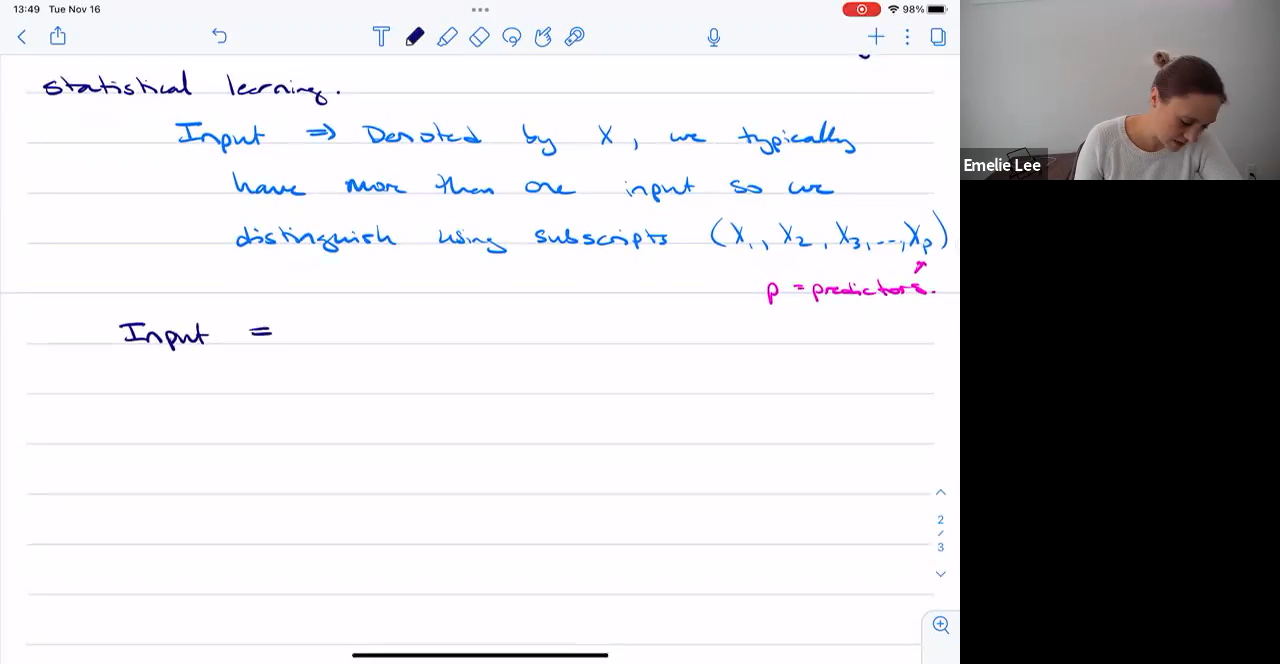 13:49 Tue Nov 16
98%
statistical learning.
Input ⇒ Denoted by X, we typically
have more than one input so we
distinguish using subscripts (X1, X2, X3, ..., Xp)
p = predictors.
Input =
2
/
3
Emelie Lee